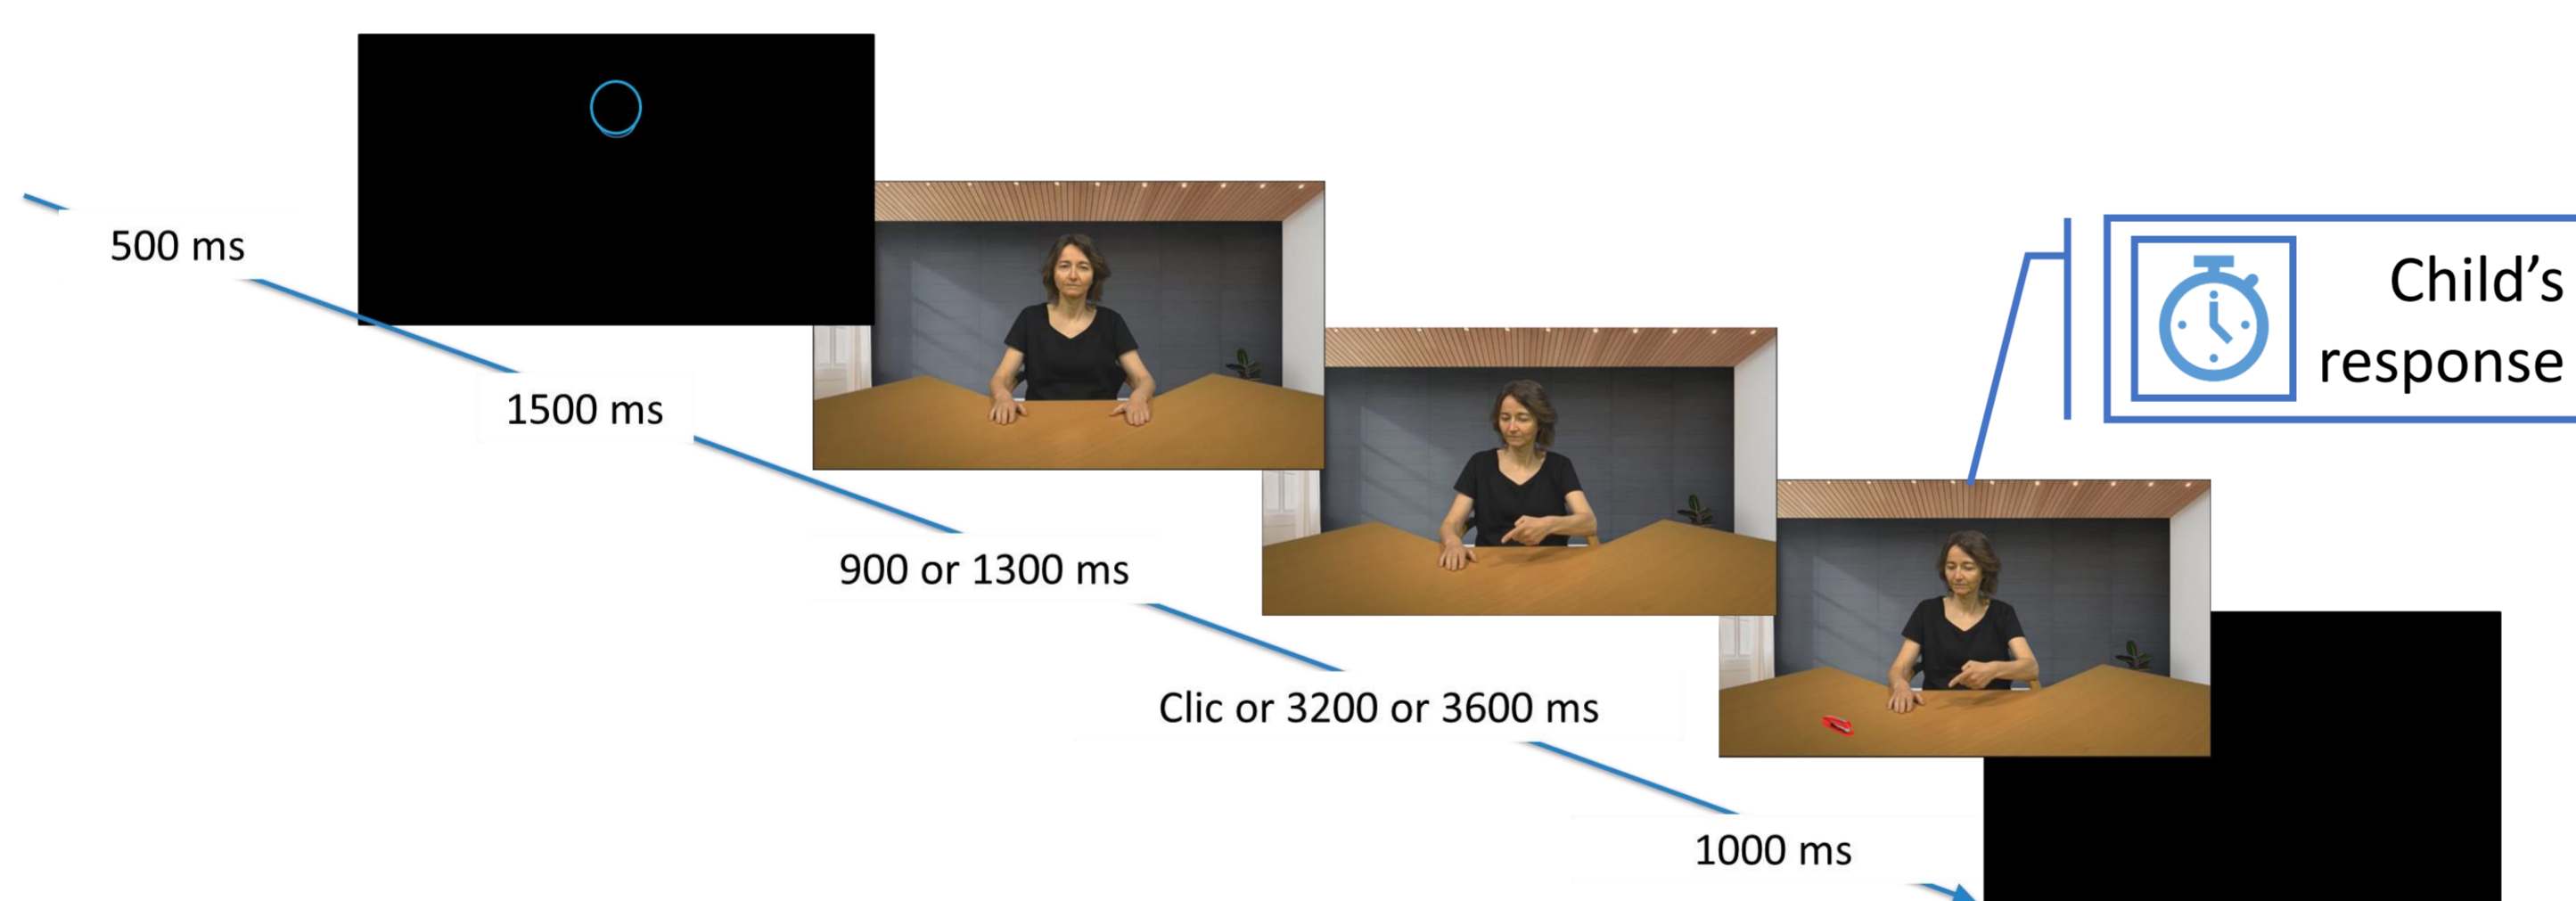 500 ms
1500 ms
900 or 1300 ms
Clic or 3200 or 3600 ms
1000 ms
Child's
response